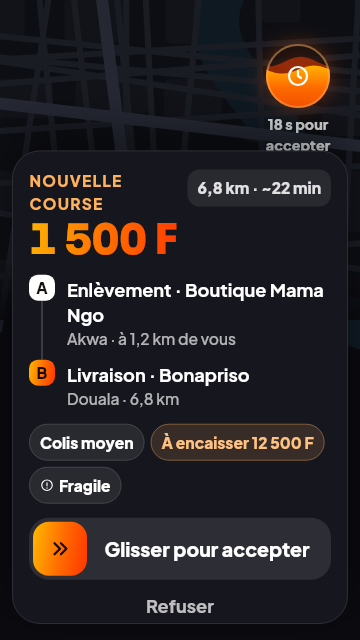 18 s pour
accepter
NOUVELLE
COURSE
6,8 km · ~22 min
1 500 F
A
Enlèvement · Boutique Mama
Ngo
Akwa · à 1,2 km de vous
B
Livraison · Bonapriso
Douala · 6,8 km
Colis moyen
À encaisser 12 500 F
Fragile
Glisser pour accepter
Refuser